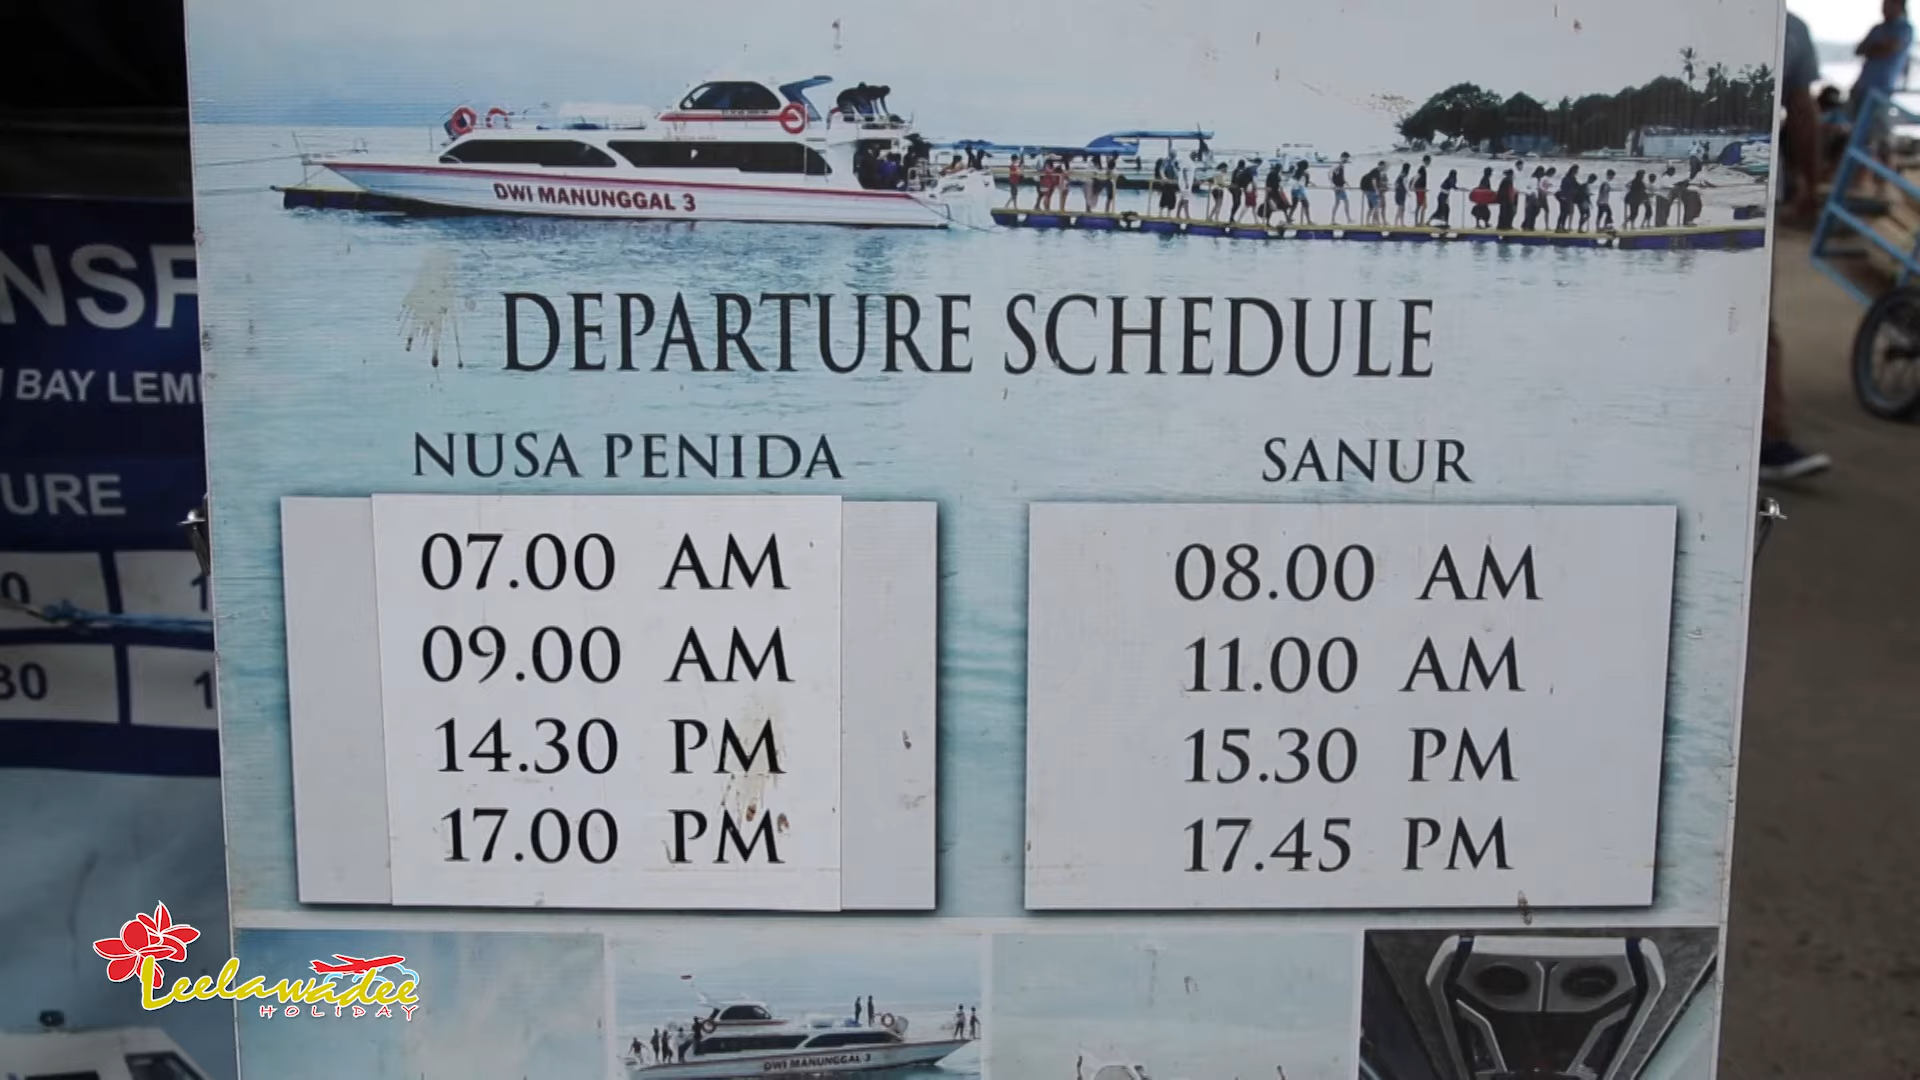 DWI MANUNGGAL 3
DEPARTURE SCHEDULE
NUSA PENIDA
07.00 AM
09.00 AM
14.30 PM
17.00 PM
SANUR
08.00 AM
11.00 AM
15.30 PM
17.45 PM
BAY
DWI MANUNGGAL 3
Leelawadee
HOLIDAY